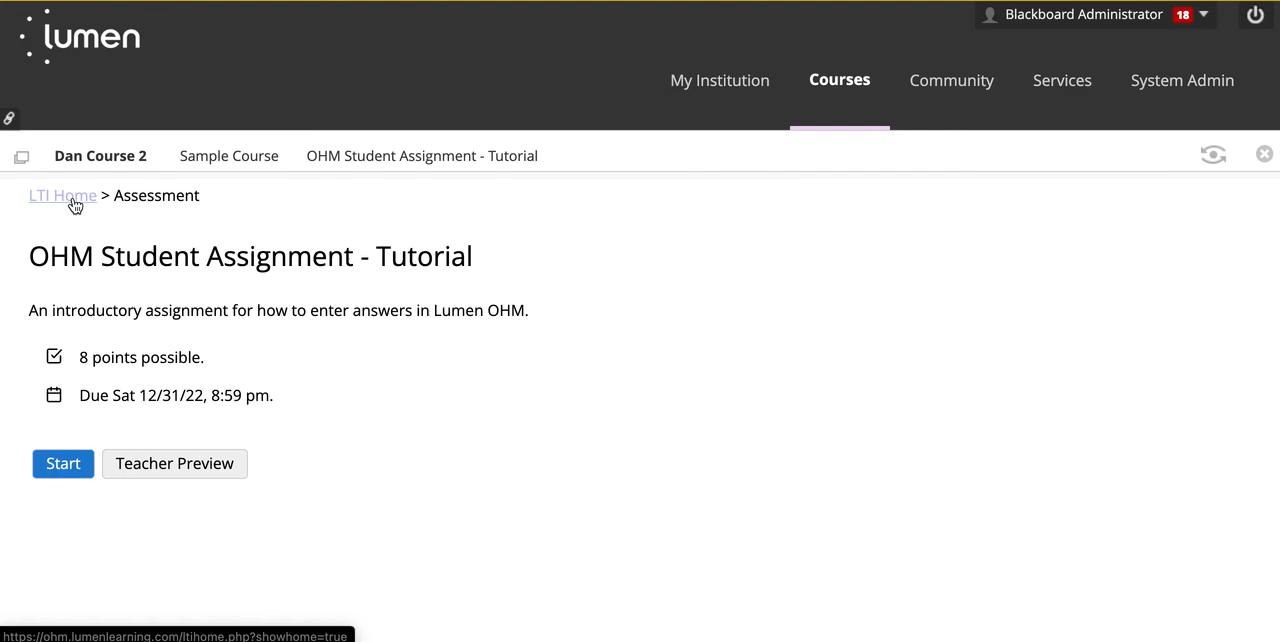 lumen
Blackboard Administrator 18
My Institution Courses Community Services System Admin
Dan Course 2 Sample Course OHM Student Assignment - Tutorial
LTI Home > Assessment
OHM Student Assignment - Tutorial
An introductory assignment for how to enter answers in Lumen OHM.
8 points possible.
Due Sat 12/31/22, 8:59 pm.
Start Teacher Preview
https://ohm.lumenlearning.com/ltihome.php?showhome=true